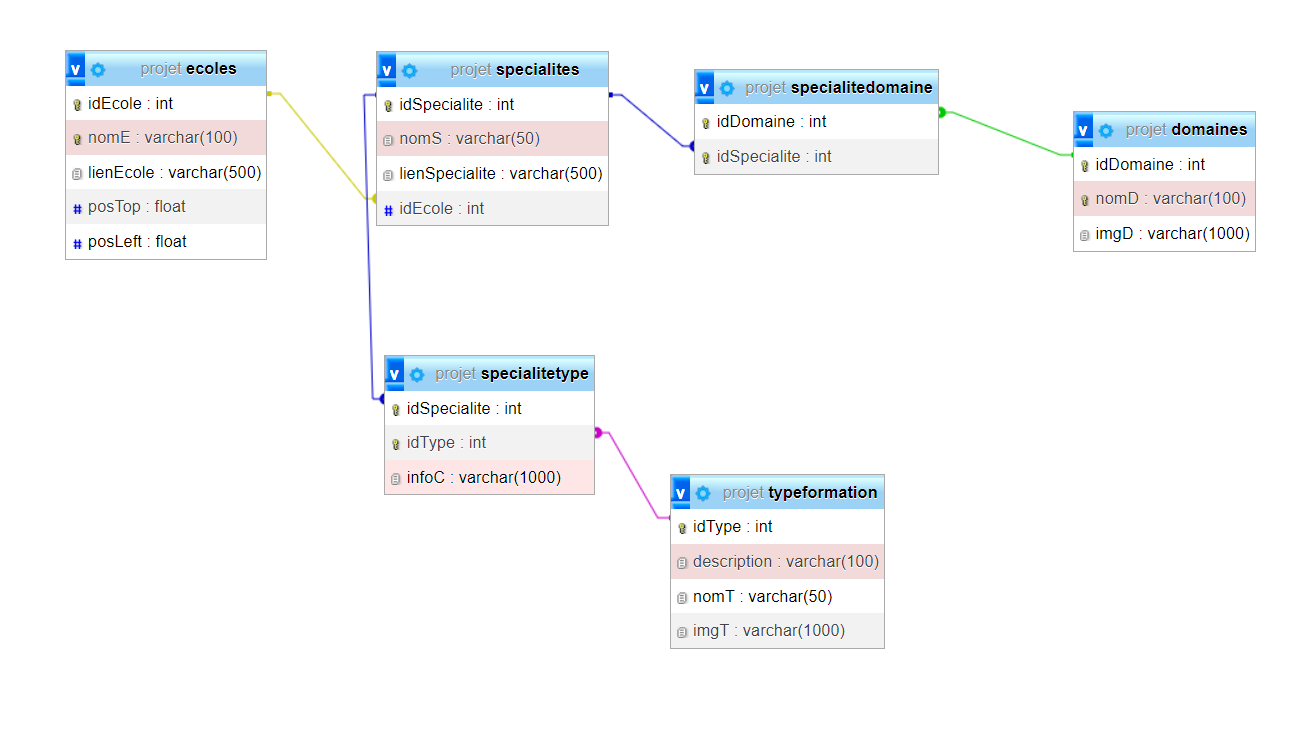 v projet ecoles
idEcole : int
nomE : varchar(100)
lienEcole : varchar(500)
# posTop : float
# posLeft : float
v projet specialites
idSpecialite : int
nomS : varchar(50)
lienSpecialite : varchar(500)
# idEcole : int
v projet specialitedomaine
idDomaine : int
idSpecialite : int
v projet domaines
idDomaine : int
nomD : varchar(100)
imgD : varchar(1000)
v projet specialitetype
idSpecialite : int
idType : int
infoC : varchar(1000)
v projet typeformation
idType : int
description : varchar(100)
nomT : varchar(50)
imgT : varchar(1000)